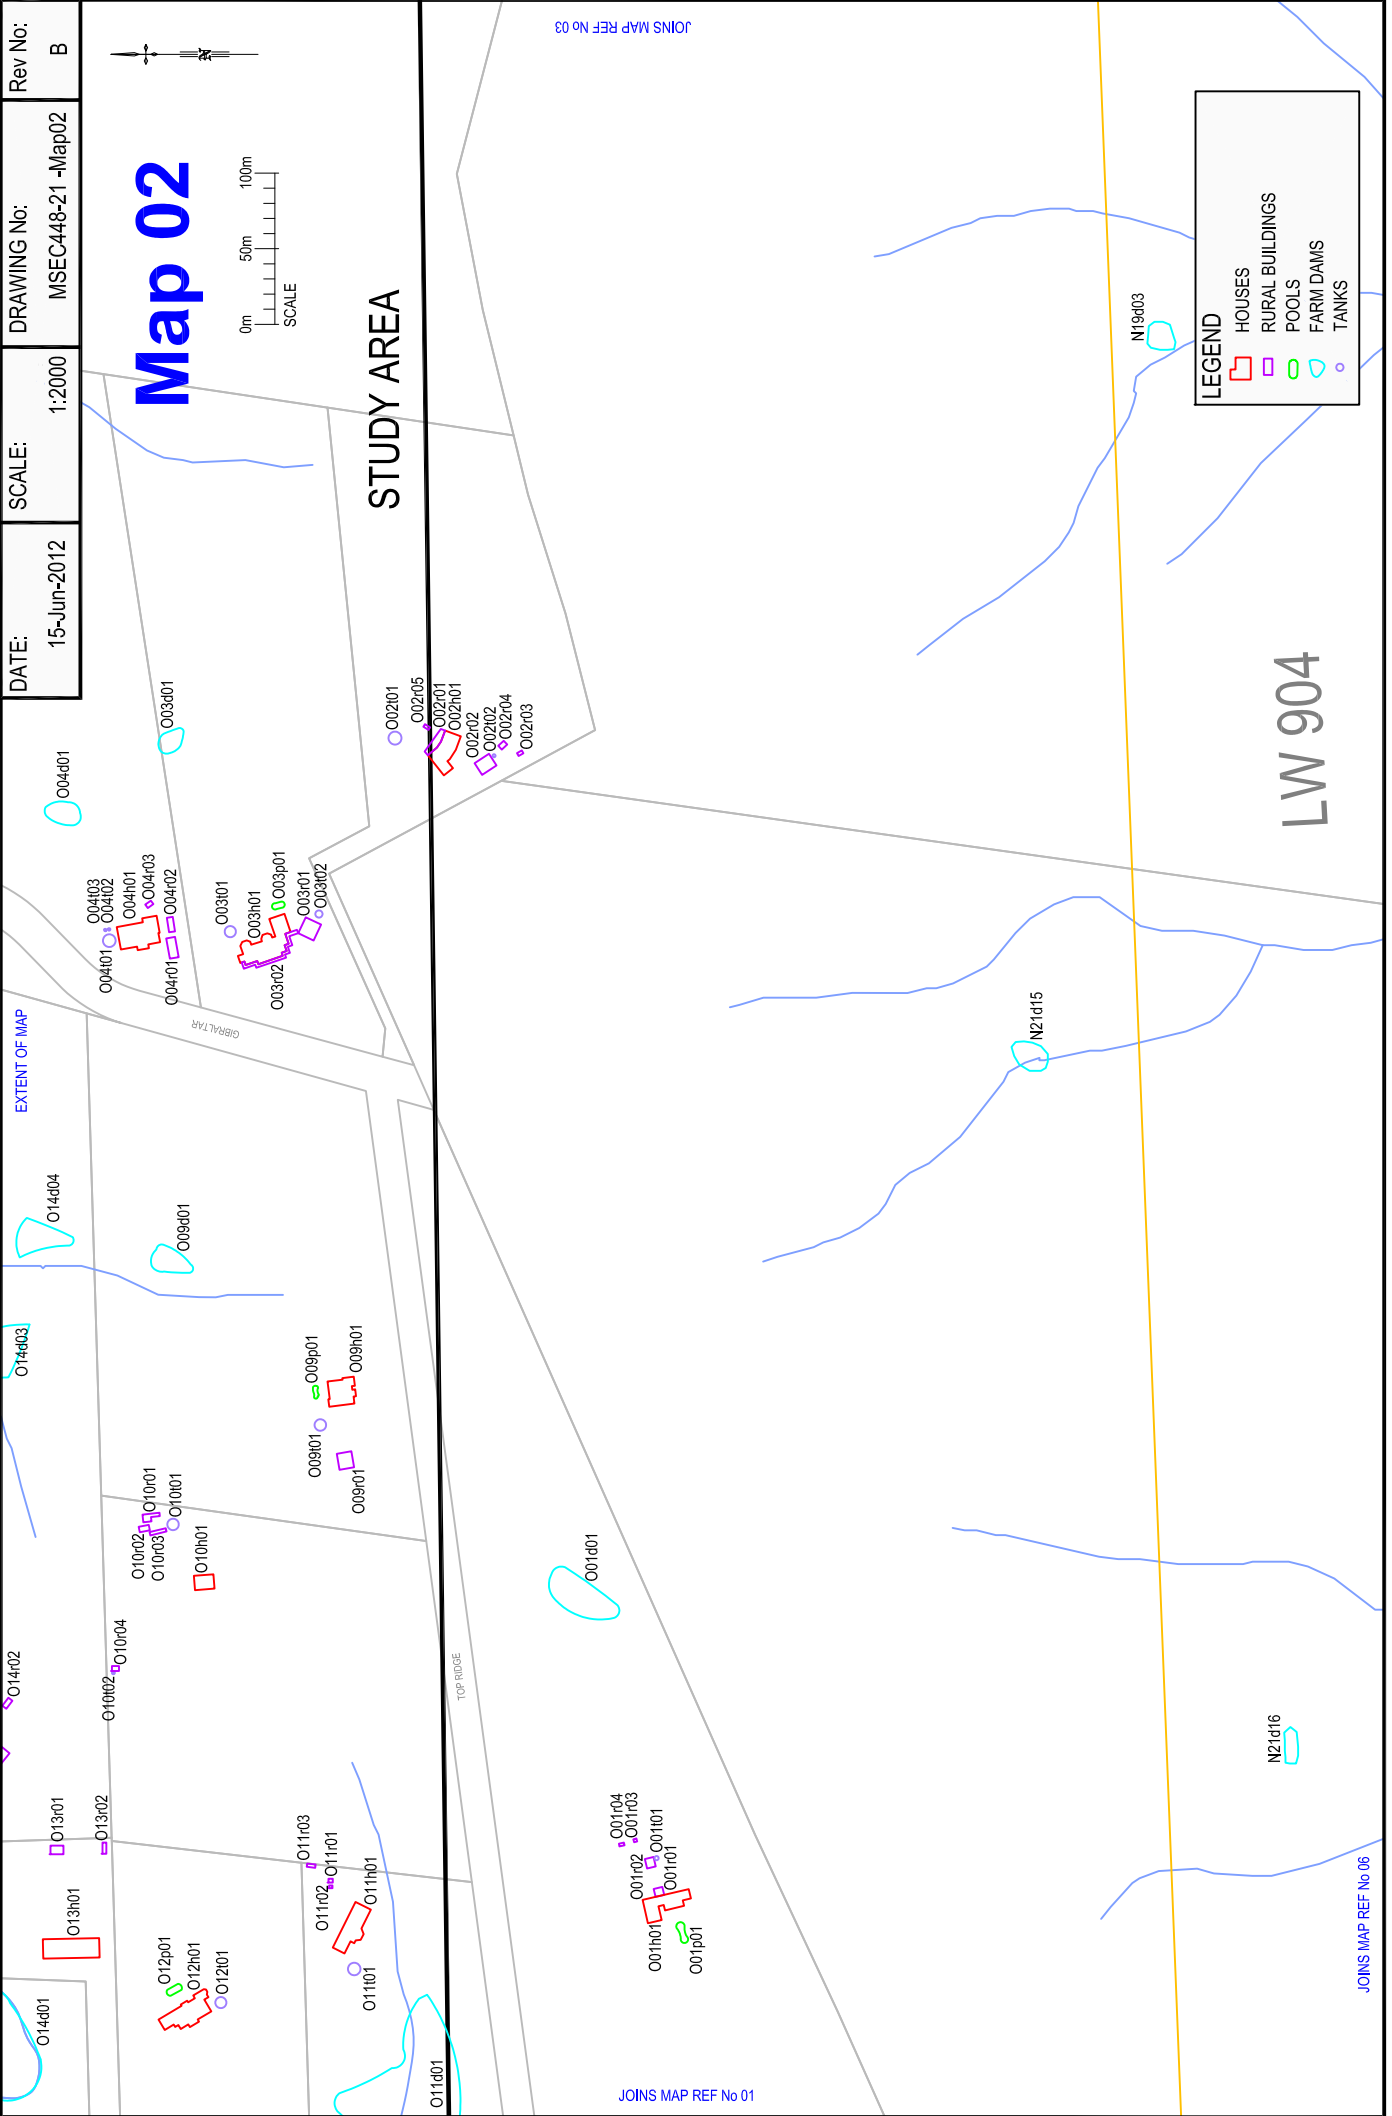 DATE:
15-Jun-2012
SCALE:
1:2000
DRAWING No:
MSEC448-21 -Map02
Rev No:
B
Map 02
N
0m
50m
100m
SCALE
STUDY AREA
EXTENT OF MAP
JOINS MAP REF No 03
JOINS MAP REF No 01
JOINS MAP REF No 06
LW 904
GIBRALTAR
TOP RIDGE
LEGEND
HOUSES
RURAL BUILDINGS
POOLS
FARM DAMS
TANKS
O14d01
O13h01
O13r01
O13r02
O14r02
O14d03
O14d04
O12p01
O12h01
O12t01
O11r03
O11r01
O11r02
O11h01
O11t01
O11d01
O10t02
O10r04
O10r02
O10r03
O10r01
O10t01
O10h01
O09d01
O09p01
O09h01
O09t01
O09r01
O04d01
O03d01
O04t03
O04t02
O04t01
O04h01
O04r03
O04r02
O04r01
O03t01
O03h01
O03p01
O03r01
O03t02
O03r02
O02t01
O02r05
O02r01
O02h01
O02r02
O02t02
O02r04
O02r03
O01d01
O01r04
O01r03
O01t01
O01r02
O01r01
O01h01
O01p01
N19d03
N21d15
N21d16